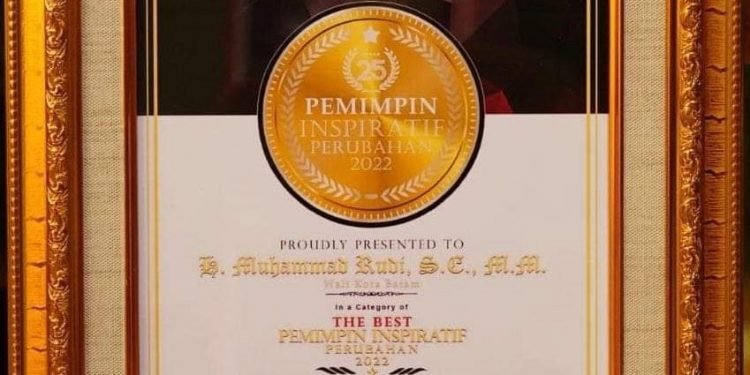 25
PEMIMPIN
INSPIRATIF
PERUBAHAN
2022
PROUDLY PRESENTED TO
H. Muhammad Rudi, S.E., M.M.
Wali Kota Batam
In a Category of
THE BEST
PEMIMPIN INSPIRATIF
PERUBAHAN
2022